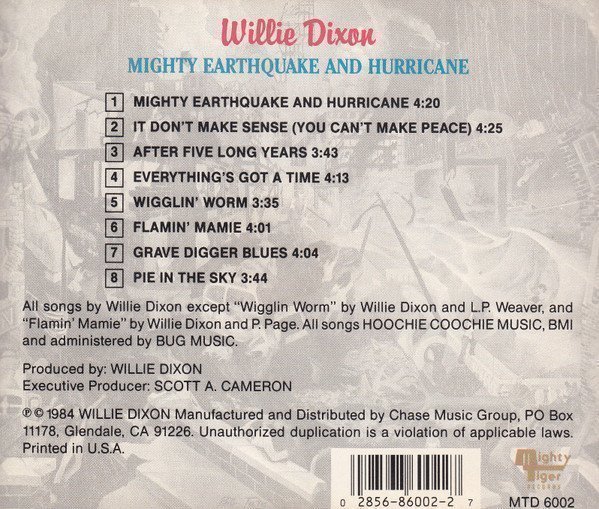 Willie Dixon
MIGHTY EARTHQUAKE AND HURRICANE
1 MIGHTY EARTHQUAKE AND HURRICANE 4:20
2 IT DON'T MAKE SENSE (YOU CAN'T MAKE PEACE) 4:25
3 AFTER FIVE LONG YEARS 3:43
4 EVERYTHING'S GOT A TIME 4:13
5 WIGGLIN' WORM 3:35
6 FLAMIN' MAMIE 4:01
7 GRAVE DIGGER BLUES 4:04
8 PIE IN THE SKY 3:44
All songs by Willie Dixon except "Wigglin Worm" by Willie Dixon and L.P. Weaver, and
"Flamin' Mamie" by Willie Dixon and P. Page. All songs HOOCHIE COOCHIE MUSIC, BMI
and administered by BUG MUSIC.
Produced by: WILLIE DIXON
Executive Producer: SCOTT A. CAMERON
℗ © 1984 WILLIE DIXON Manufactured and Distributed by Chase Music Group, PO Box
11178, Glendale, CA 91226. Unauthorized duplication is a violation of applicable laws.
Printed in U.S.A.
Mighty
Tiger
RECORDS
0 2856-86002-2 7
MTD 6002